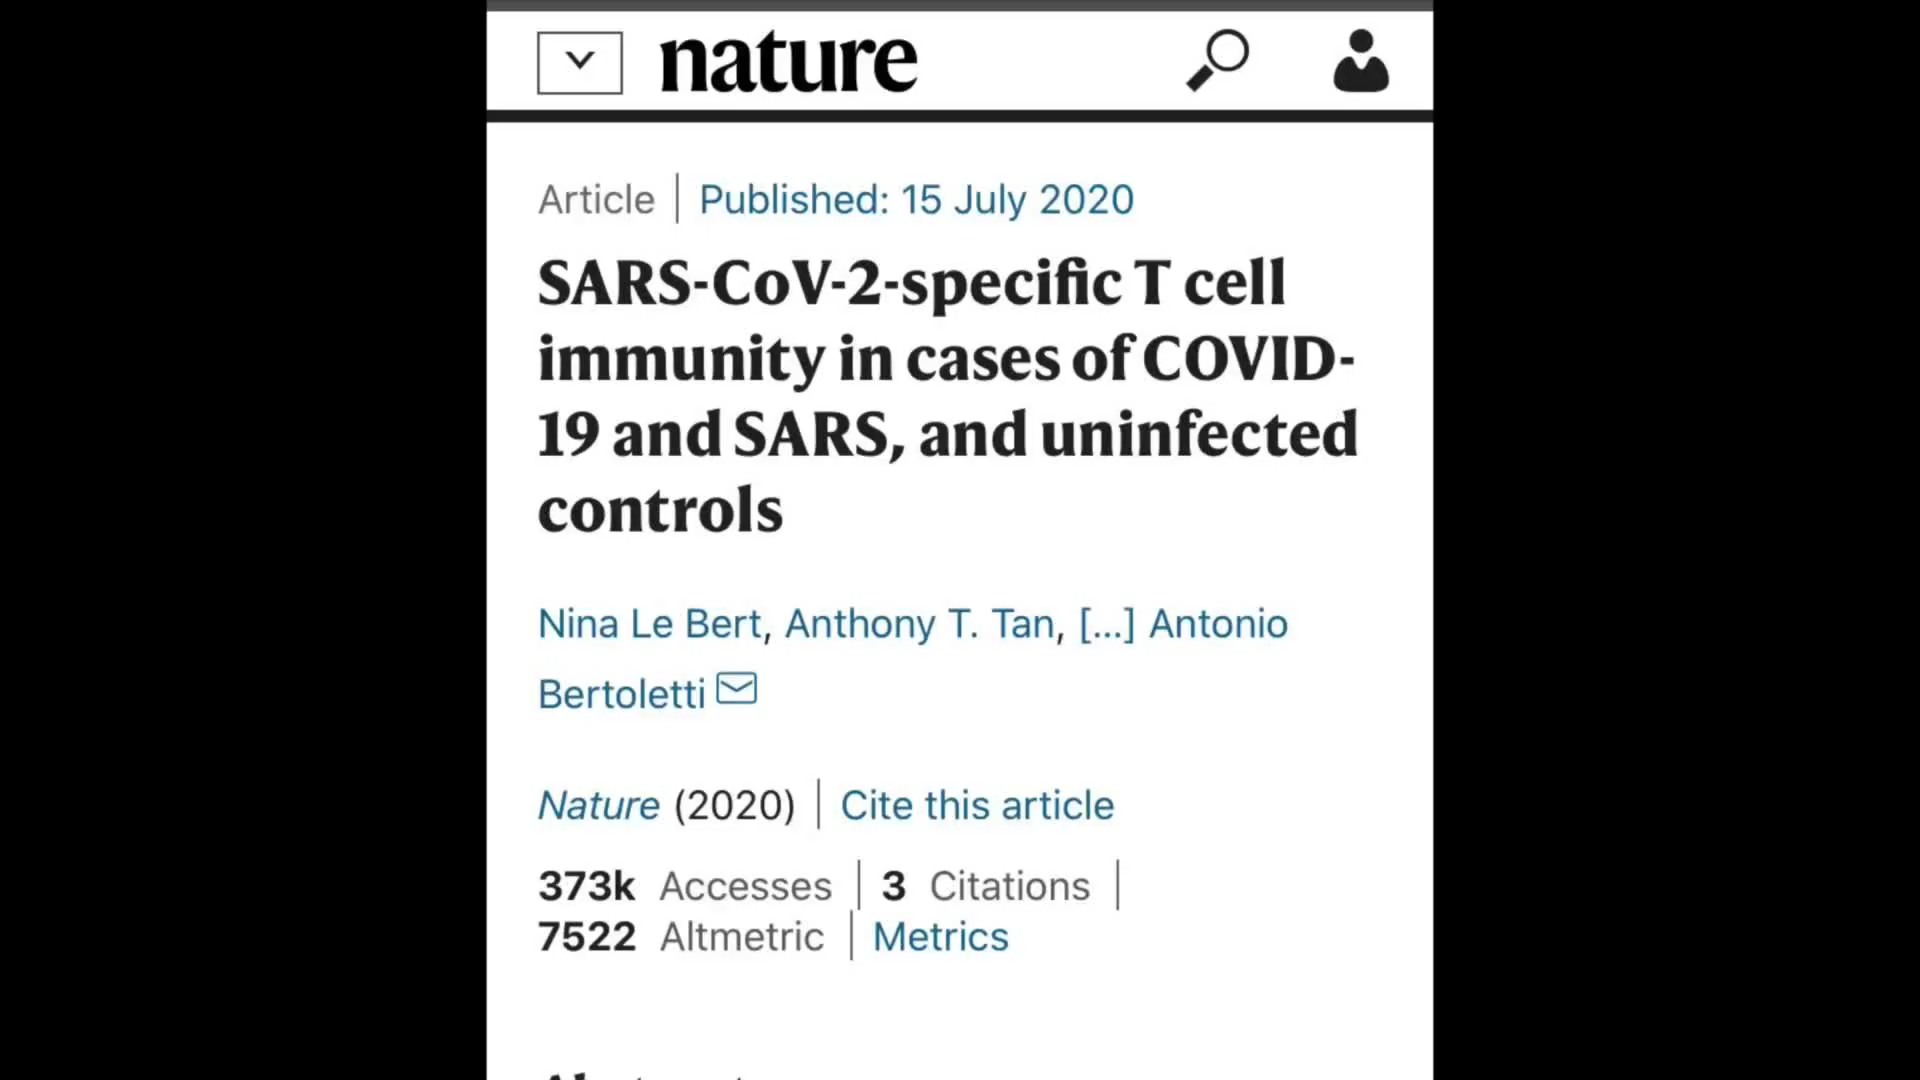 nature
Article | Published: 15 July 2020
SARS-CoV-2-specific T cell
immunity in cases of COVID-
19 and SARS, and uninfected
controls
Nina Le Bert, Anthony T. Tan, [...] Antonio
Bertoletti
Nature (2020) | Cite this article
373k Accesses | 3 Citations |
7522 Altmetric | Metrics